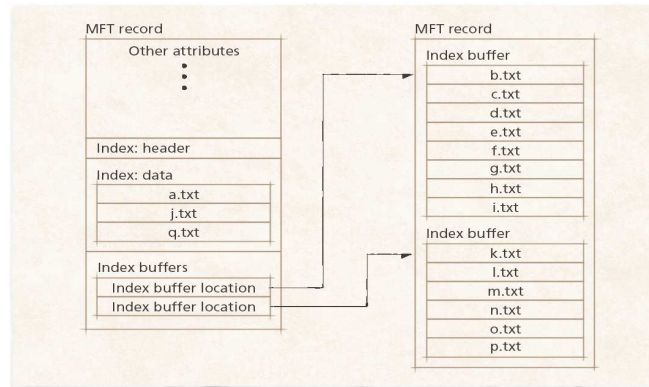 MFT record
Other attributes
Index: header
Index: data
a.txt
j.txt
q.txt
Index buffers
Index buffer location
Index buffer location
MFT record
Index buffer
b.txt
c.txt
d.txt
e.txt
f.txt
g.txt
h.txt
i.txt
Index buffer
k.txt
l.txt
m.txt
n.txt
o.txt
p.txt